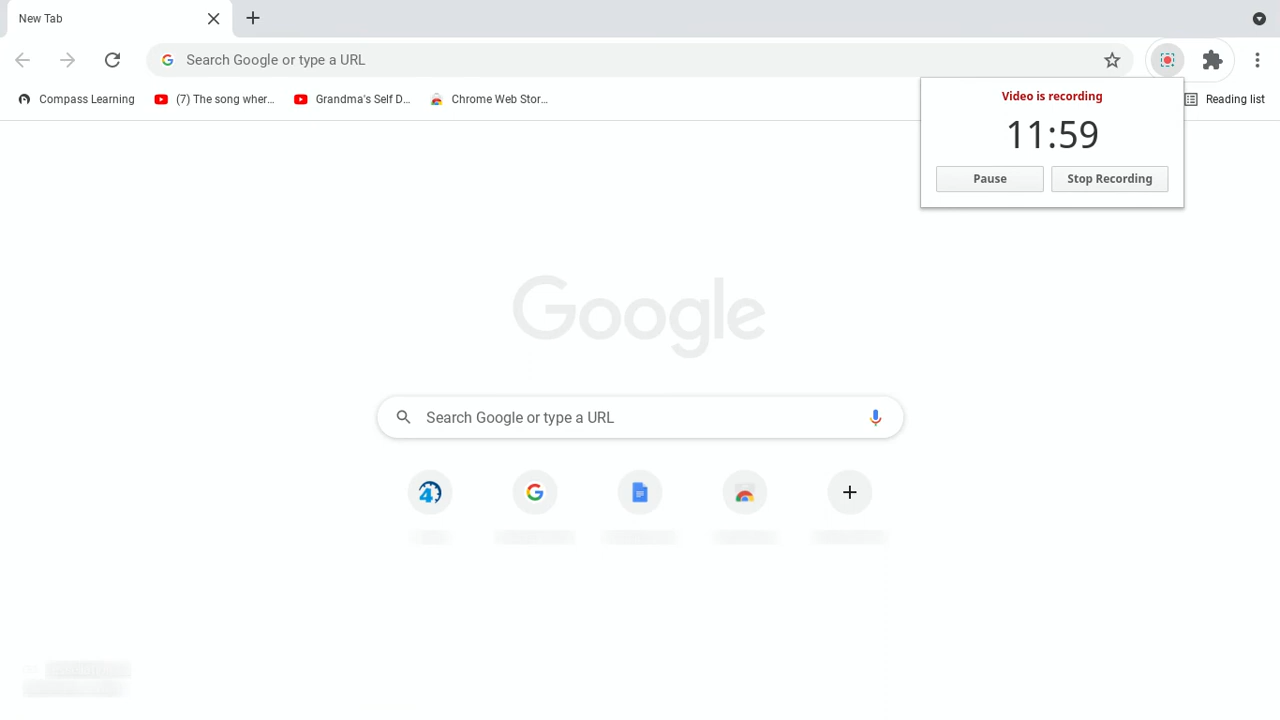 New Tab
Search Google or type a URL
Compass Learning
(7) The song wher...
Grandma's Self D...
Chrome Web Stor...
Reading list
Video is recording
11:59
Pause
Stop Recording
Google
Search Google or type a URL